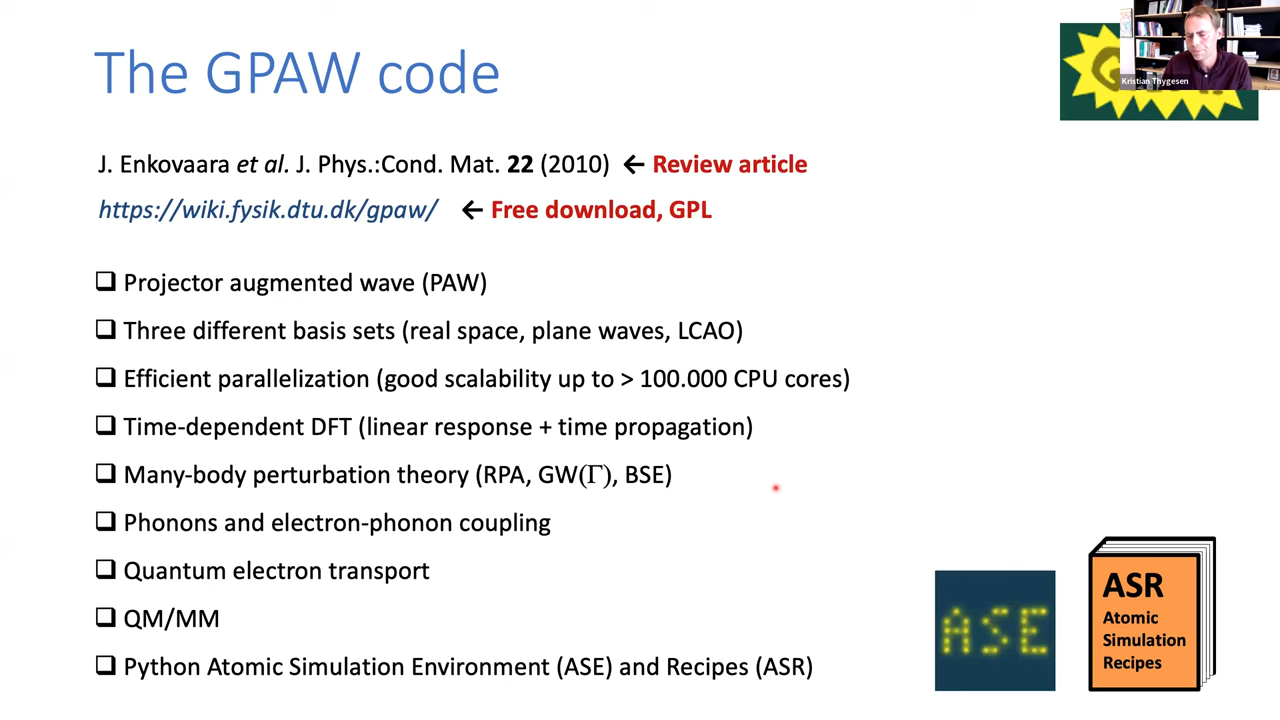 The GPAW code
Kristian Thygesen
J. Enkovaara et al. J. Phys.:Cond. Mat. 22 (2010) ← Review article
https://wiki.fysik.dtu.dk/gpaw/ ← Free download, GPL
❑ Projector augmented wave (PAW)
❑ Three different basis sets (real space, plane waves, LCAO)
❑ Efficient parallelization (good scalability up to > 100.000 CPU cores)
❑ Time-dependent DFT (linear response + time propagation)
❑ Many-body perturbation theory (RPA, GW(Γ), BSE)
❑ Phonons and electron-phonon coupling
❑ Quantum electron transport
❑ QM/MM
❑ Python Atomic Simulation Environment (ASE) and Recipes (ASR)
ASE
ASR
Atomic
Simulation
Recipes